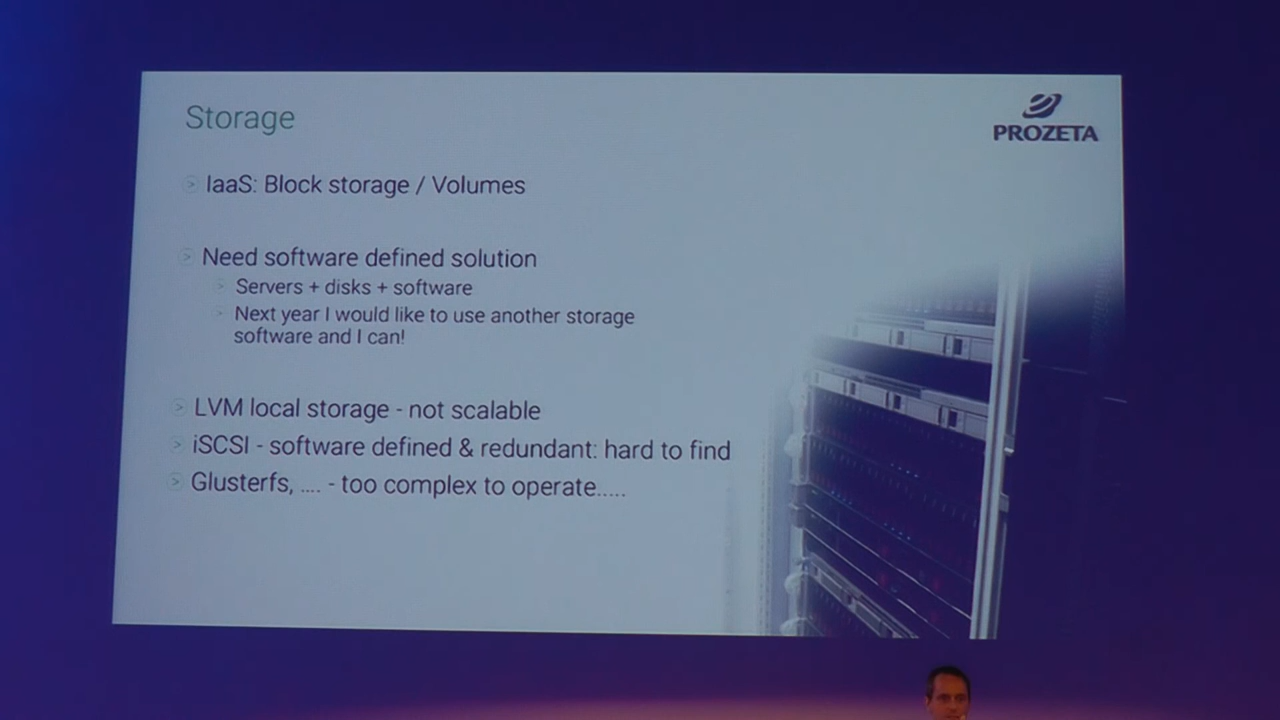 Storage
PROZETA
> IaaS: Block storage / Volumes
> Need software defined solution
> Servers + disks + software
> Next year I would like to use another storage
software and I can!
> LVM local storage - not scalable
> iSCSI - software defined & redundant: hard to find
> Glusterfs, .... - too complex to operate.....